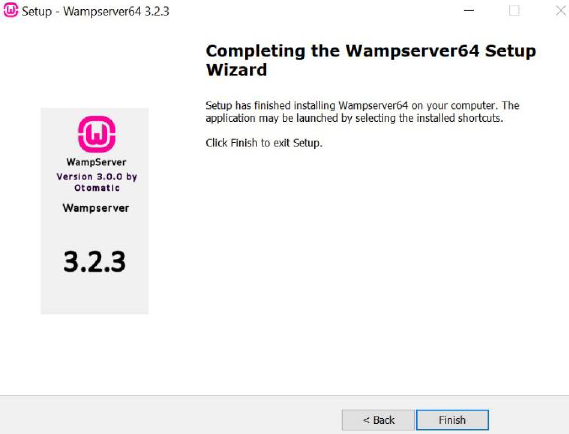 Setup - Wampserver64 3.2.3
Completing the Wampserver64 Setup
Wizard
Setup has finished installing Wampserver64 on your computer. The
application may be launched by selecting the installed shortcuts.
Click Finish to exit Setup.
WampServer
Version 3.0.0 by
Otomatic
Wampserver
3.2.3
< Back
Finish